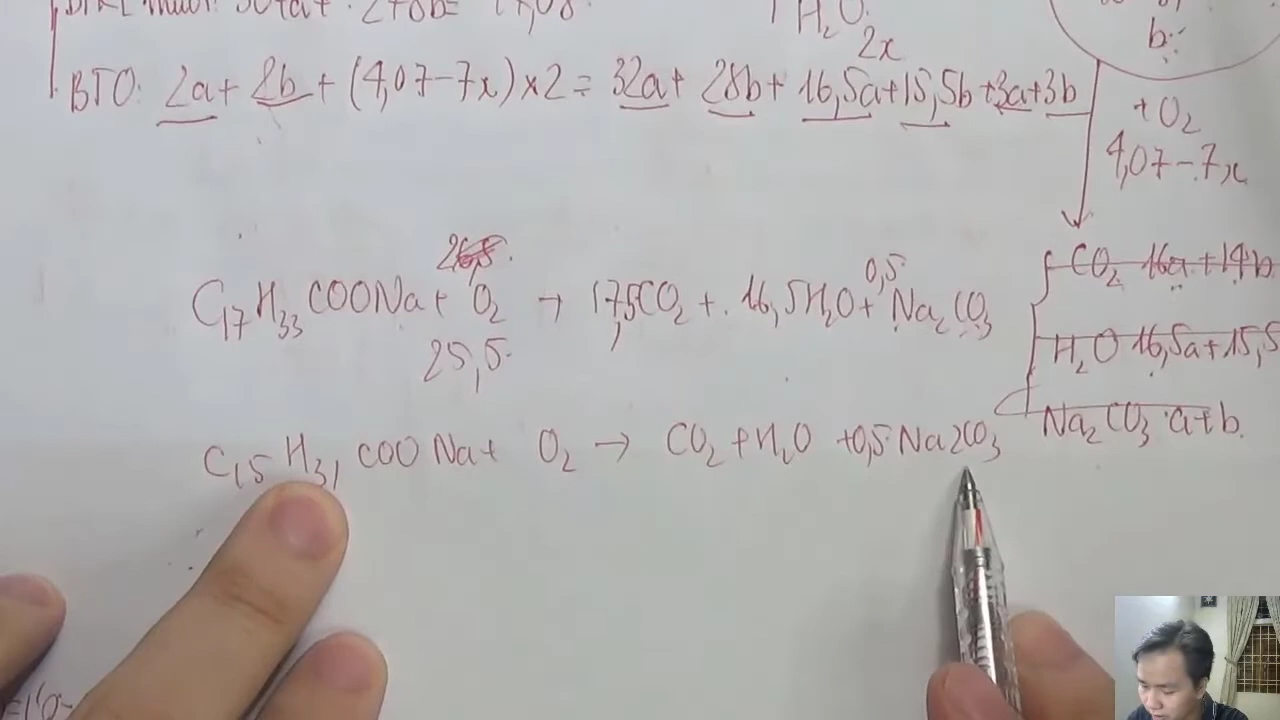 2x
b:
H₂O
BTO: 2a + 2b + (4,07-7x)×2 = 32a + 28b + 16,5a+15,5b+3a+3b
+O₂
4,07-7x
CO₂ 16a+14b
0,5
C₁₇H₃₃COONa + O₂ → 17,5CO₂ + 16,5H₂O + Na₂CO₃
25,5
H₂O 16,5a+15,5
Na₂CO₃ a+b
C₁₅H₃₁COONa + O₂ → CO₂ + H₂O + 0,5Na2CO₃